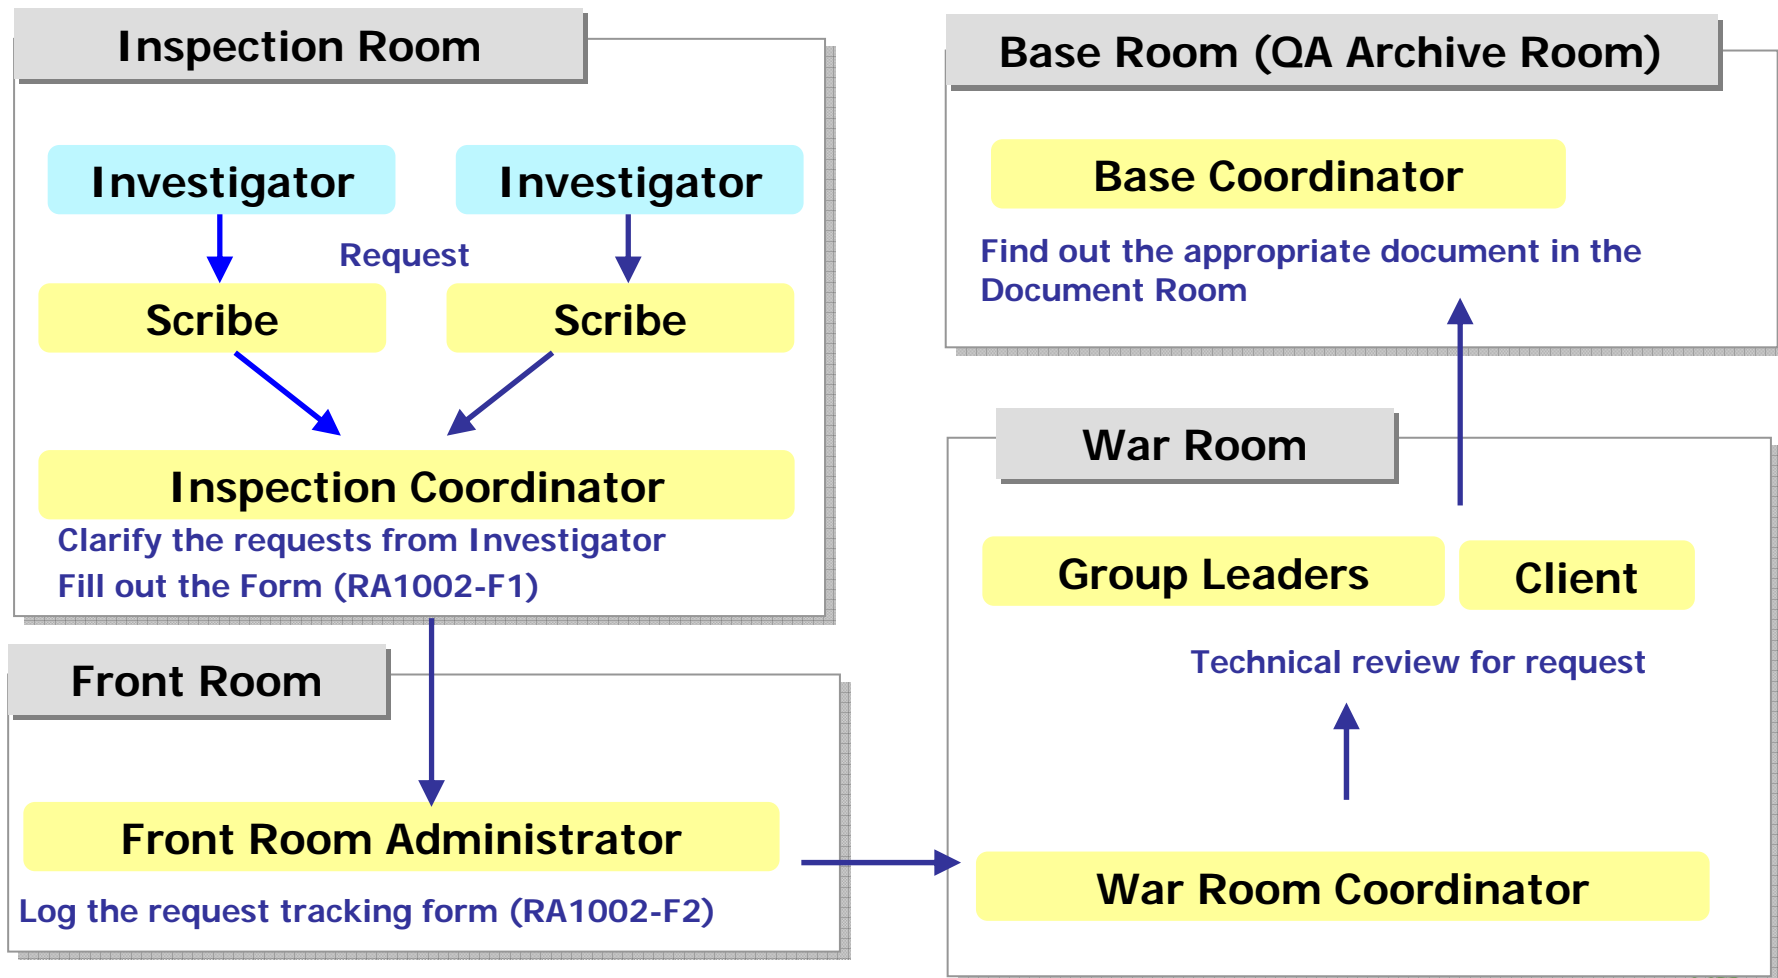 Inspection Room
Investigator
Investigator
Request
Scribe
Scribe
Inspection Coordinator
Clarify the requests from Investigator
Fill out the Form (RA1002-F1)
Front Room
Front Room Administrator
Log the request tracking form (RA1002-F2)
Base Room (QA Archive Room)
Base Coordinator
Find out the appropriate document in the
Document Room
War Room
Group Leaders
Client
Technical review for request
War Room Coordinator